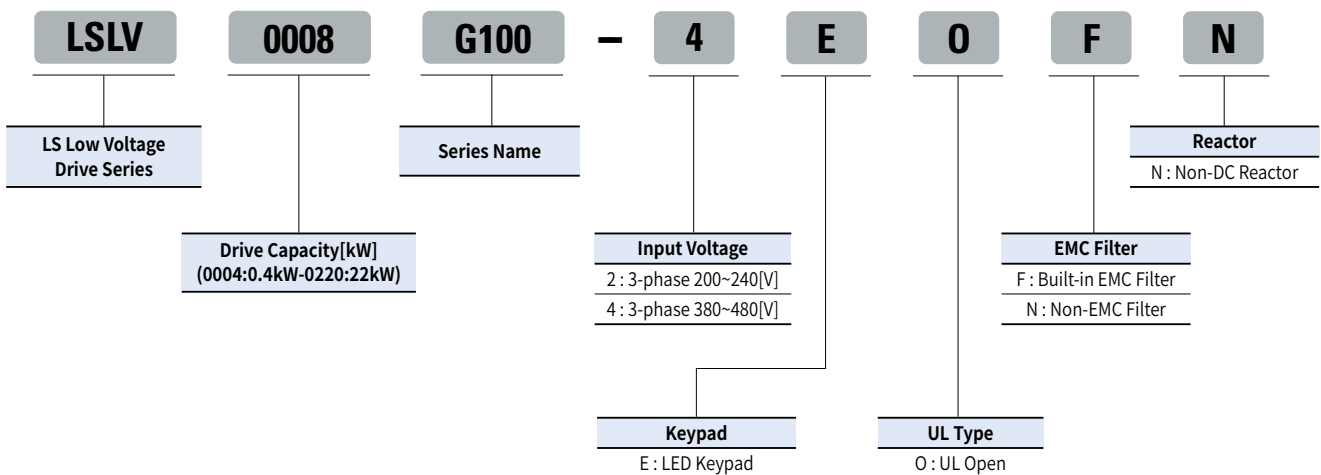 LSLV 0008 G100 – 4 E O F N
LS Low Voltage
Drive Series
Series Name
Reactor
N : Non-DC Reactor
Drive Capacity[kW]
(0004:0.4kW-0220:22kW)
Input Voltage
2 : 3-phase 200~240[V]
4 : 3-phase 380~480[V]
EMC Filter
F : Built-in EMC Filter
N : Non-EMC Filter
Keypad
E : LED Keypad
UL Type
O : UL Open